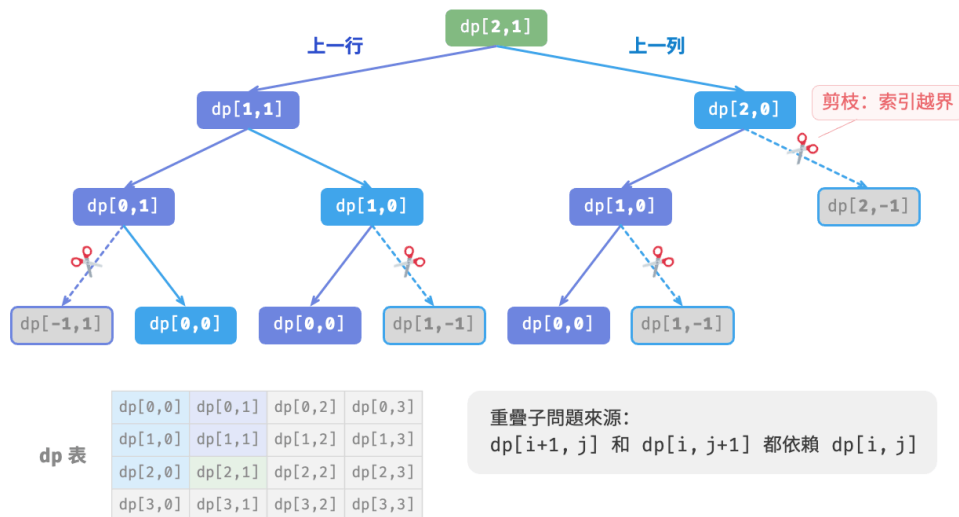 dp[2,1]
上一行
上一列
dp[1,1]
dp[2,0]
剪枝：索引越界
dp[0,1]
dp[1,0]
dp[1,0]
dp[2,-1]
dp[-1,1]
dp[0,0]
dp[0,0]
dp[1,-1]
dp[0,0]
dp[1,-1]
dp 表
dp[0,0] dp[0,1] dp[0,2] dp[0,3]
dp[1,0] dp[1,1] dp[1,2] dp[1,3]
dp[2,0] dp[2,1] dp[2,2] dp[2,3]
dp[3,0] dp[3,1] dp[3,2] dp[3,3]
重疊子問題來源：
dp[i+1, j] 和 dp[i, j+1] 都依賴 dp[i, j]